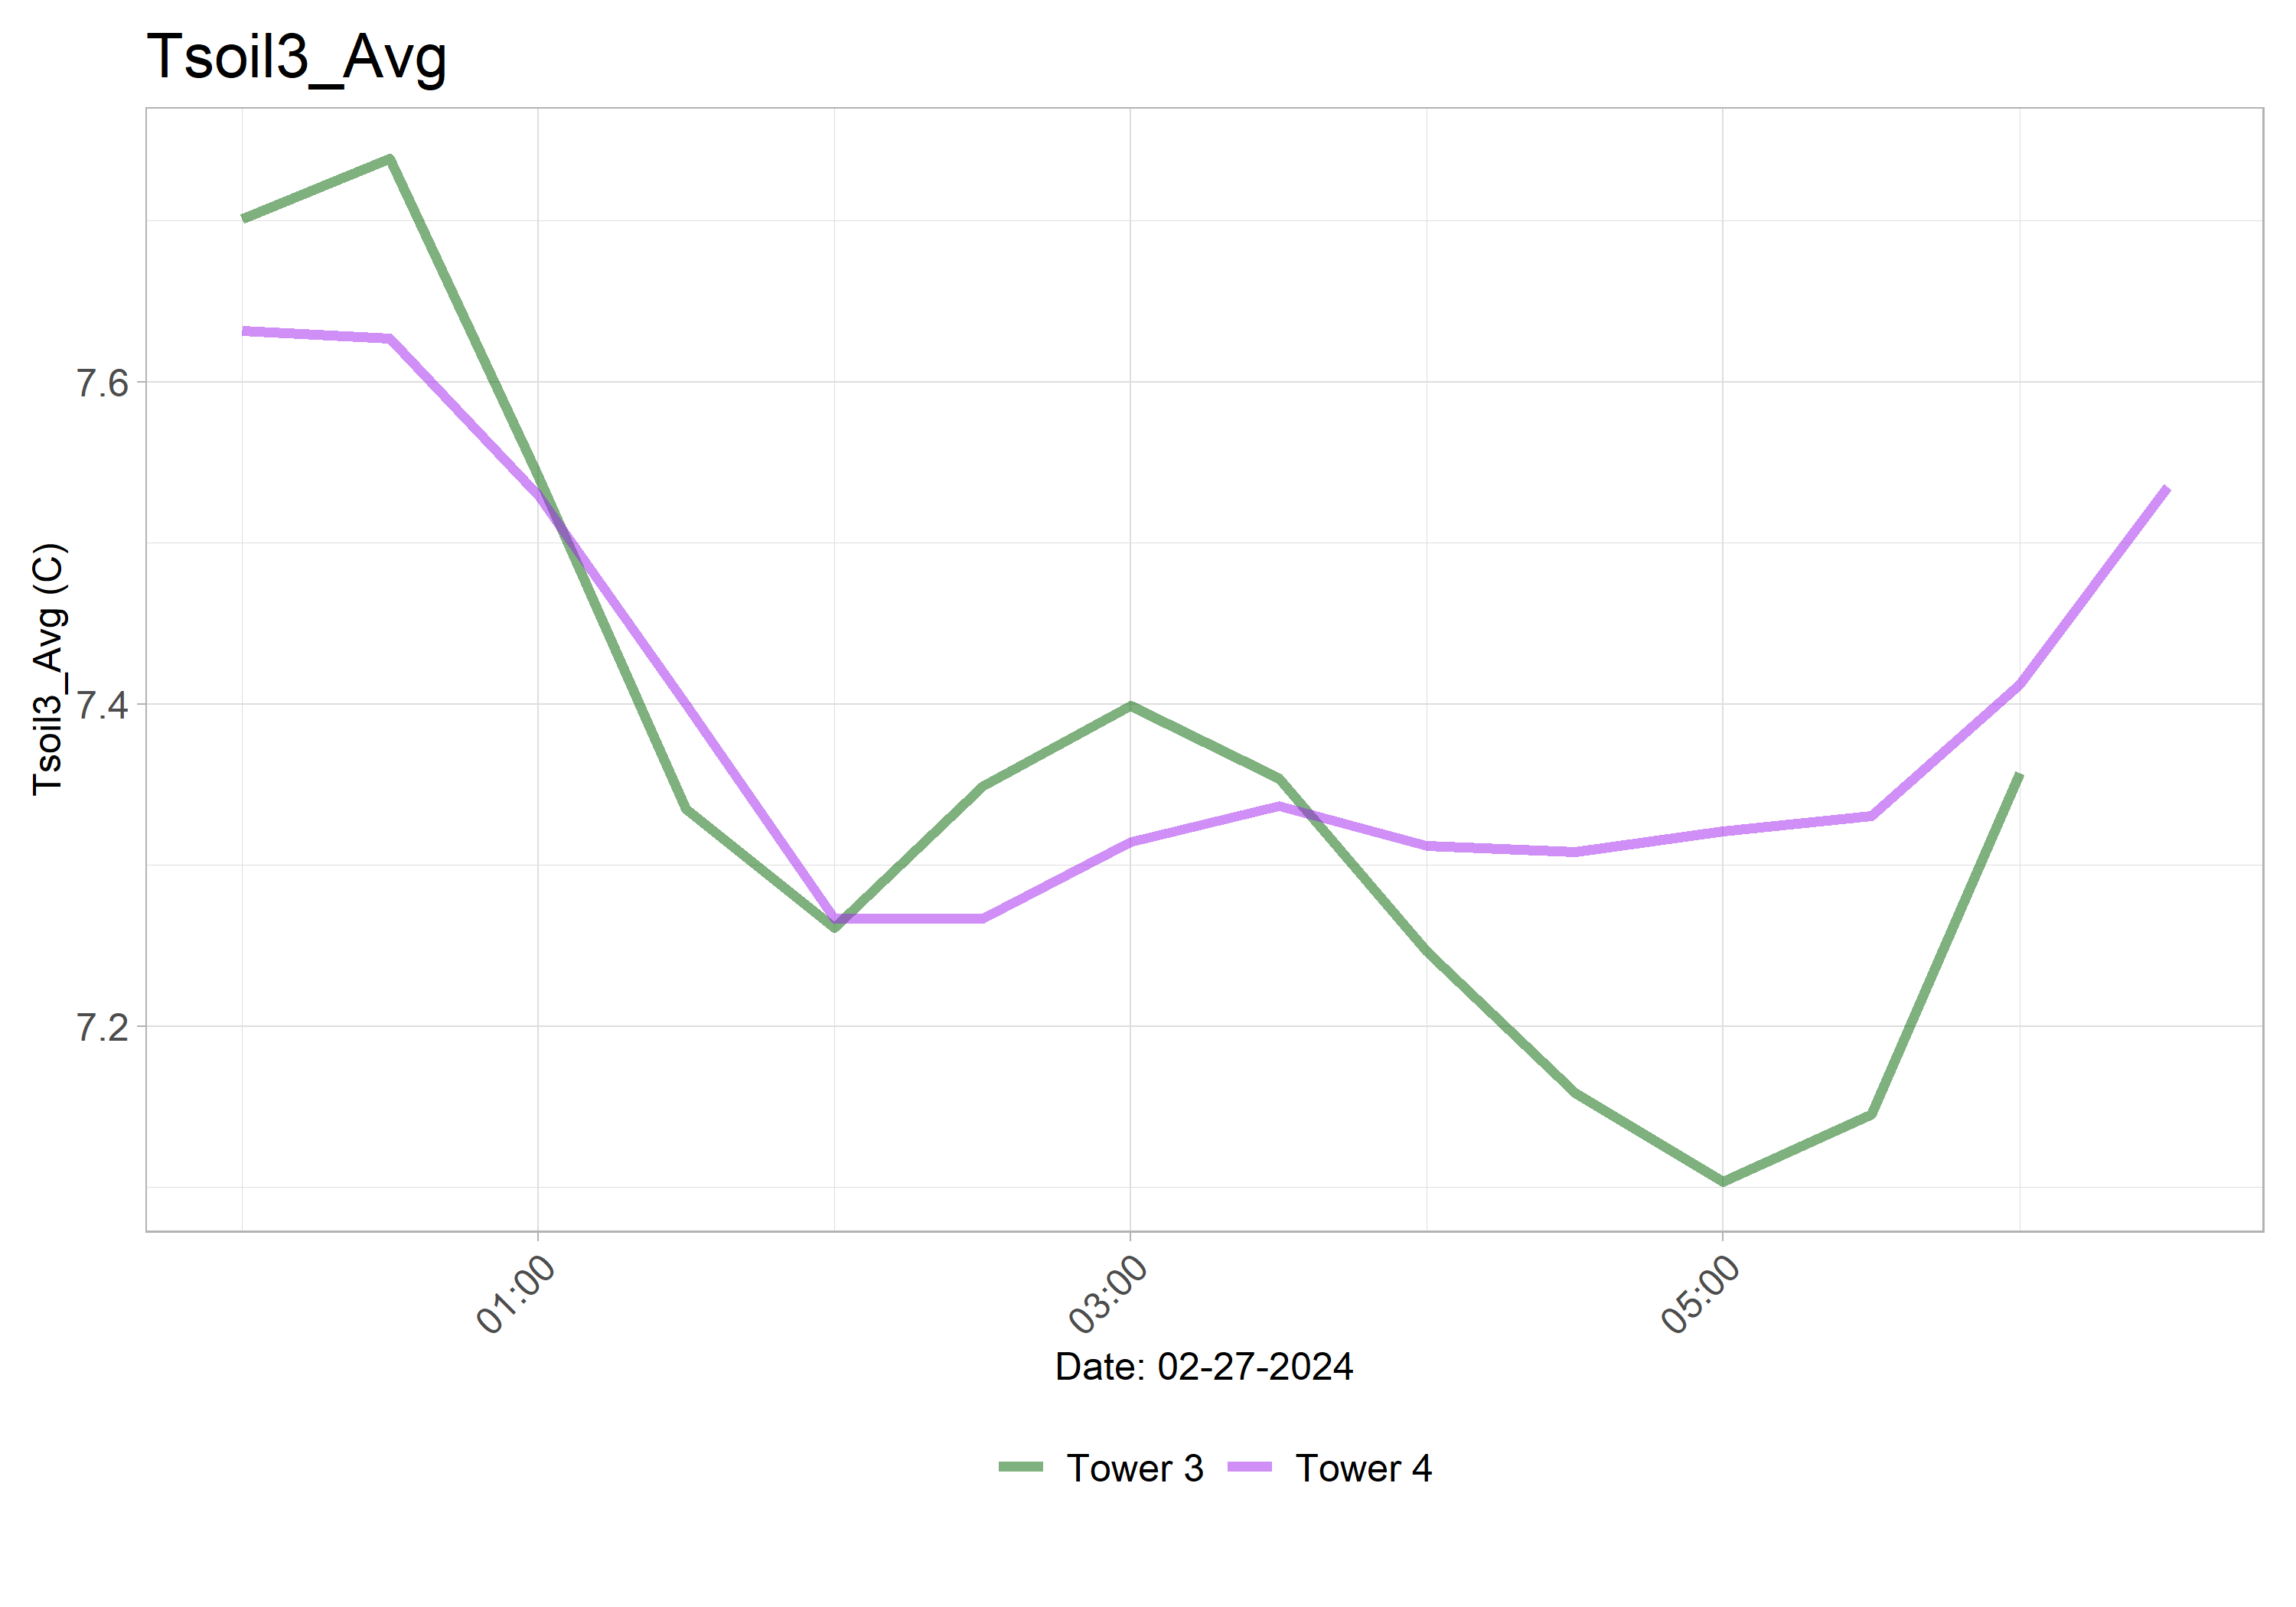 Tsoil3_Avg
Tsoil3_Avg (C)
7.6
7.4
7.2
01:00
03:00
05:00
Date: 02-27-2024
Tower 3
Tower 4